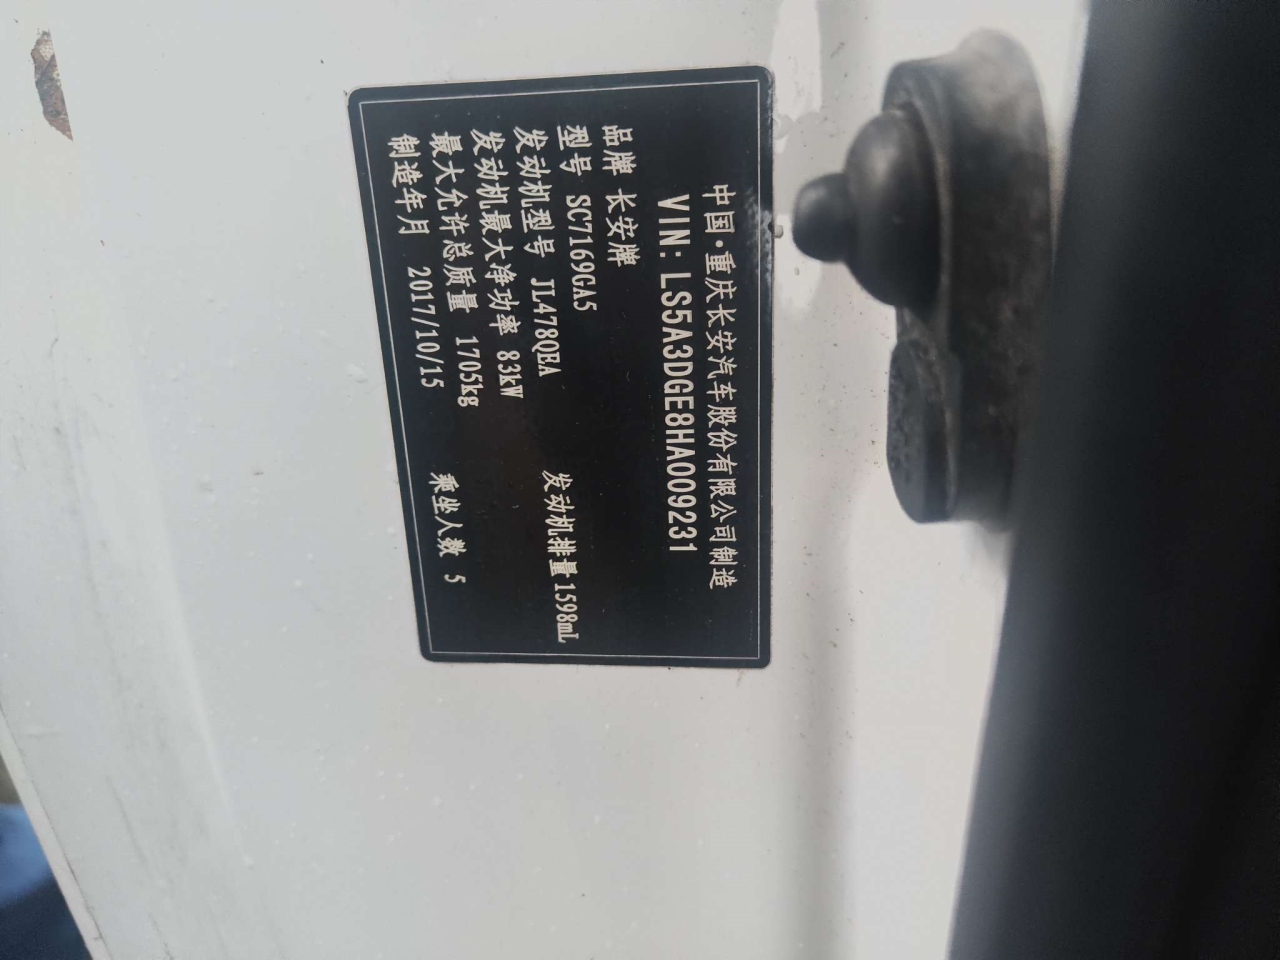 中国·重庆长安汽车股份有限公司制造
VIN: LS5A3DGE8HA009231
品牌 长安牌
型号 SC7169GA5
发动机型号 JL478QEA 发动机排量 1598mL
发动机最大净功率 83kW
最大允许总质量 1705kg
制造年月 2017/10/15 乘坐人数 5